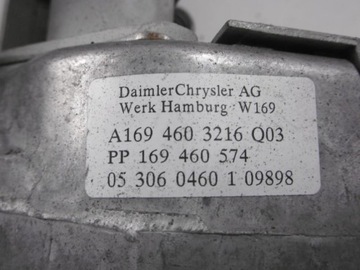 DaimlerChrysler AG
Werk Hamburg W169
A169 460 3216 Q03
PP 169 460 574
05 306 0460 1 09898